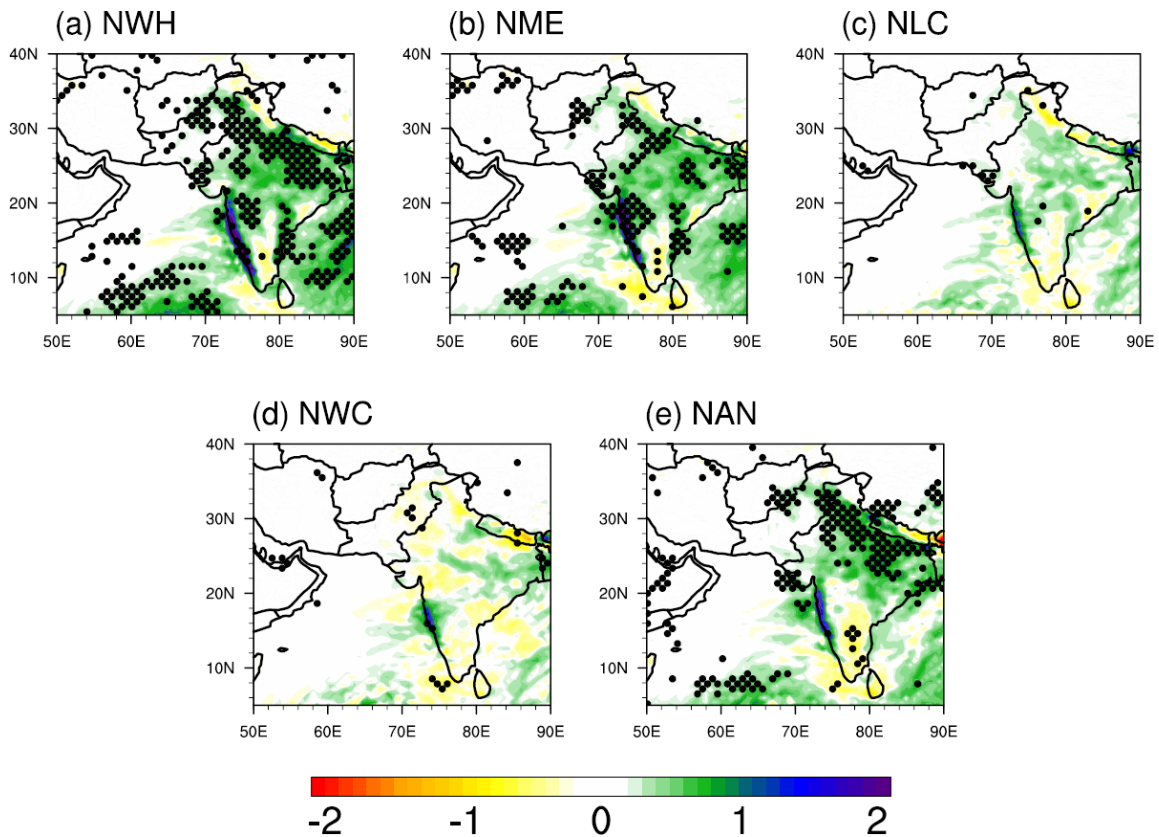 (a) NWH (b) NME (c) NLC
40N 40N 40N
30N 30N 30N
20N 20N 20N
10N 10N 10N
50E 60E 70E 80E 90E 50E 60E 70E 80E 90E 50E 60E 70E 80E 90E
(d) NWC (e) NAN
40N 40N
30N 30N
20N 20N
10N 10N
50E 60E 70E 80E 90E 50E 60E 70E 80E 90E
-2 -1 0 1 2